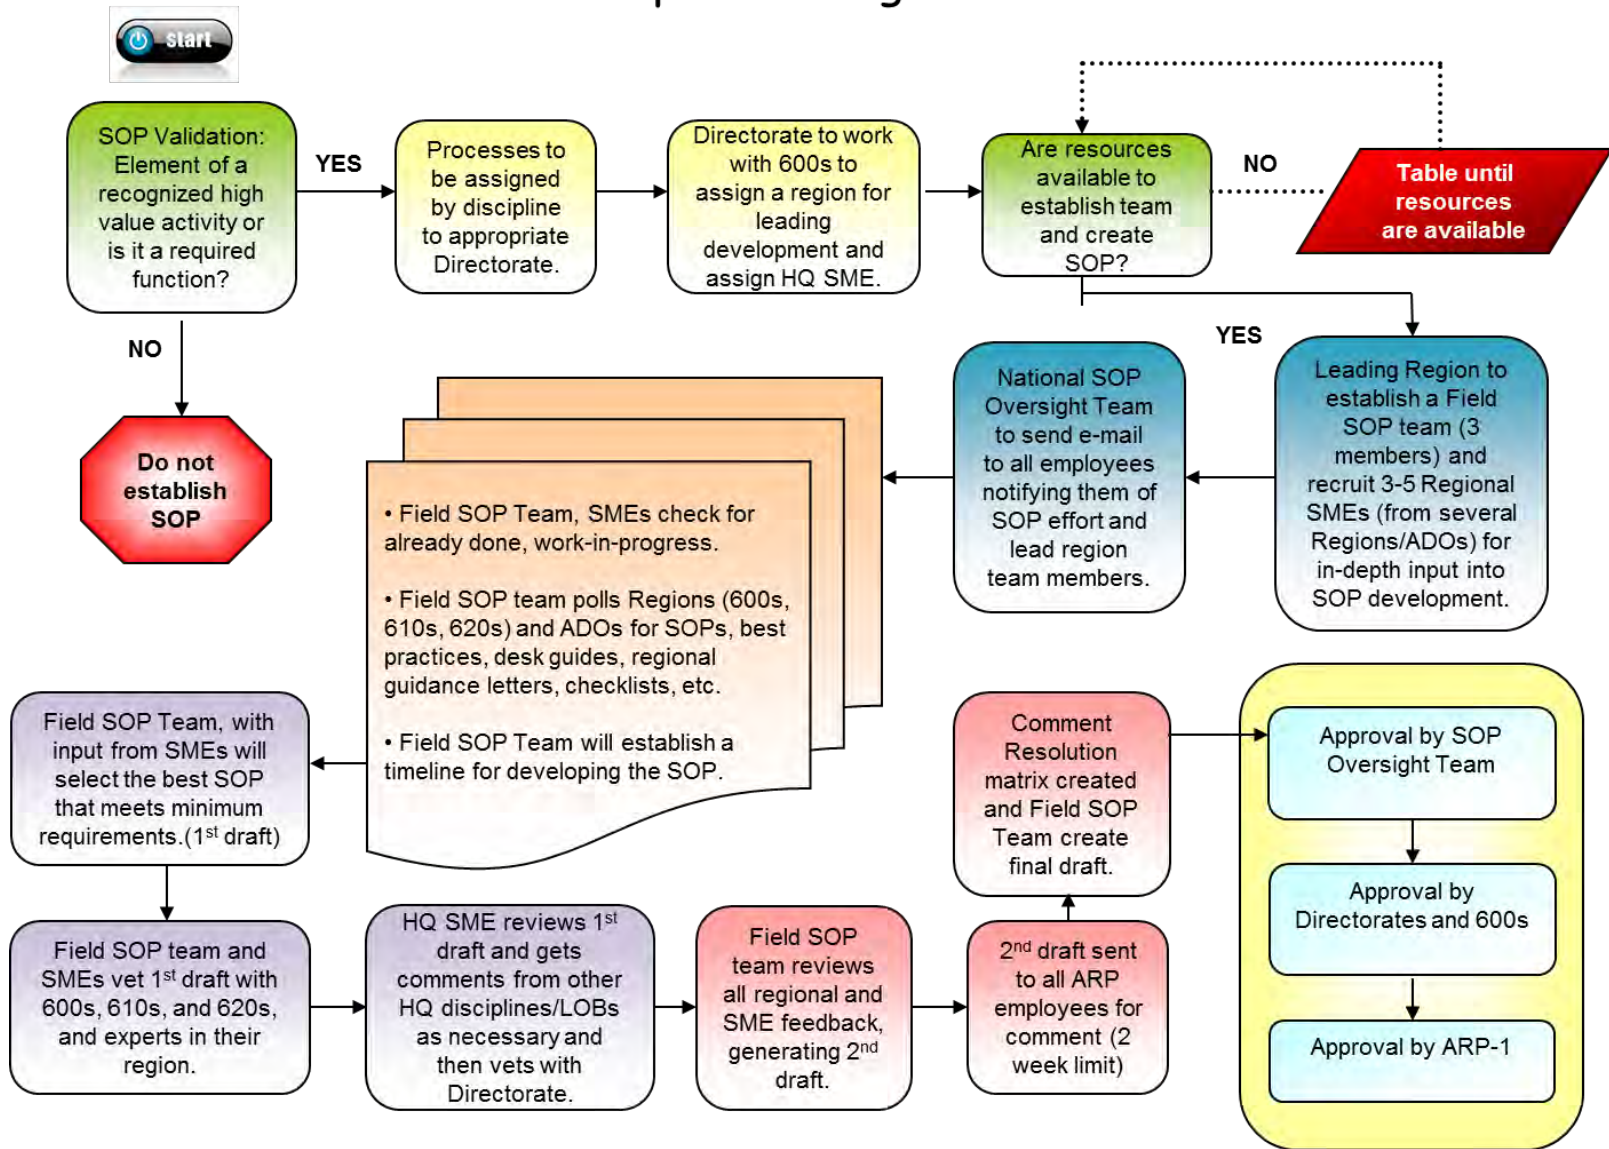 start
SOP Validation:
Element of a
recognized high
value activity or
is it a required
function?
YES
Processes to
be assigned
by discipline
to appropriate
Directorate.
Directorate to work
with 600s to
assign a region for
leading
development and
assign HQ SME.
Are resources
available to
establish team
and create
SOP?
NO
Table until
resources
are available
NO
Do not
establish
SOP
YES
Leading Region to
establish a Field
SOP team (3
members) and
recruit 3-5 Regional
SMEs (from several
Regions/ADOs) for
in-depth input into
SOP development.
National SOP
Oversight Team
to send e-mail
to all employees
notifying them of
SOP effort and
lead region
team members.
• Field SOP Team, SMEs check for
already done, work-in-progress.
• Field SOP team polls Regions (600s,
610s, 620s) and ADOs for SOPs, best
practices, desk guides, regional
guidance letters, checklists, etc.
• Field SOP Team will establish a
timeline for developing the SOP.
Field SOP Team, with
input from SMEs will
select the best SOP
that meets minimum
requirements.(1st draft)
Field SOP team and
SMEs vet 1st draft with
600s, 610s, and 620s,
and experts in their
region.
HQ SME reviews 1st
draft and gets
comments from other
HQ disciplines/LOBs
as necessary and
then vets with
Directorate.
Field SOP
team reviews
all regional and
SME feedback,
generating 2nd
draft.
2nd draft sent
to all ARP
employees for
comment (2
week limit)
Comment
Resolution
matrix created
and Field SOP
Team create
final draft.
Approval by SOP
Oversight Team
Approval by
Directorates and 600s
Approval by ARP-1